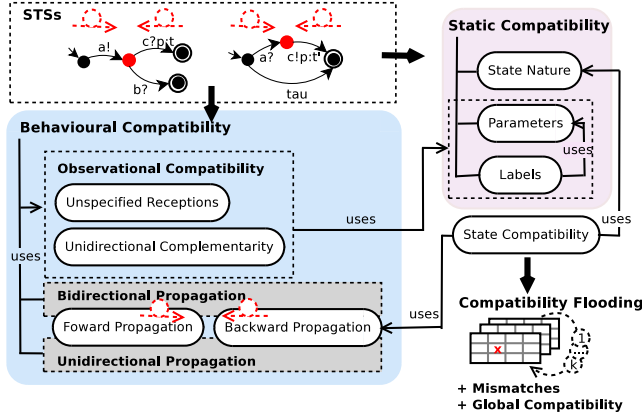 STSs
a!
c?p:t
b?
a?
c!p:t'
tau
Static Compatibility
State Nature
Parameters
uses
Labels
uses
Behavioural Compatibility
Observational Compatibility
Unspecified Receptions
Unidirectional Complementarity
uses
uses
State Compatibility
uses
Bidirectional Propagation
Foward Propagation
Backward Propagation
Unidirectional Propagation
Compatibility Flooding
x
1
...
k
+ Mismatches
+ Global Compatibility